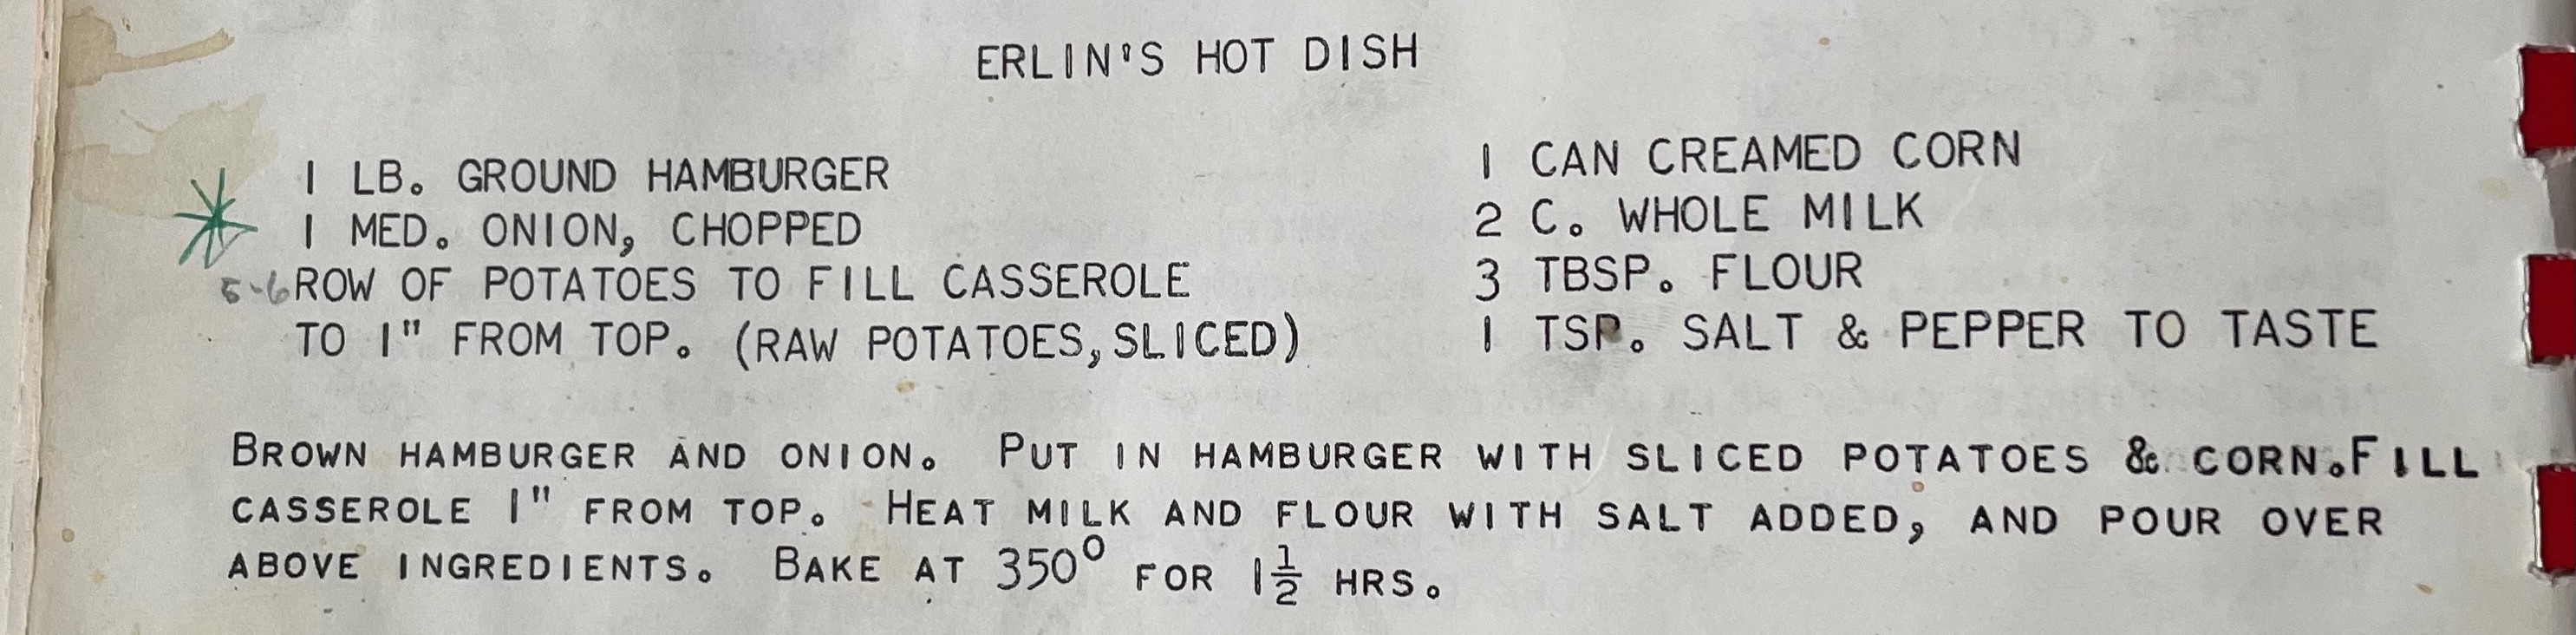 ERLIN'S HOT DISH
1 LB. GROUND HAMBURGER
1 MED. ONION, CHOPPED
5-6 ROW OF POTATOES TO FILL CASSEROLE
TO 1" FROM TOP. (RAW POTATOES, SLICED)
1 CAN CREAMED CORN
2 C. WHOLE MILK
3 TBSP. FLOUR
1 TSP. SALT & PEPPER TO TASTE
BROWN HAMBURGER AND ONION. PUT IN HAMBURGER WITH SLICED POTATOES & CORN. FILL
CASSEROLE 1" FROM TOP. HEAT MILK AND FLOUR WITH SALT ADDED, AND POUR OVER
ABOVE INGREDIENTS. BAKE AT 350° FOR 1½ HRS.